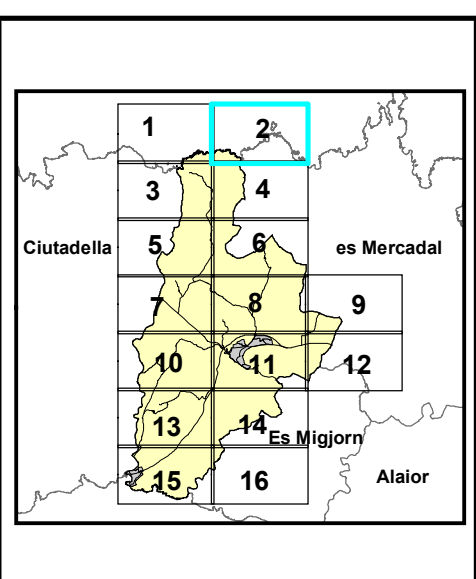 1 2
3 4
Ciutadella 5 6 es Mercadal
7 8 9
10 11 12
13 14 Es Migjorn
15 16 Alaior